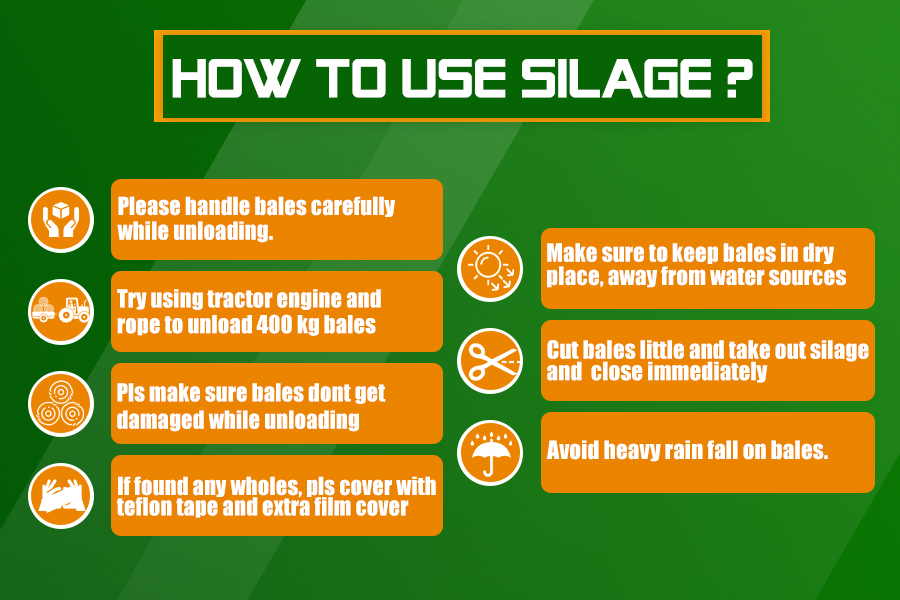 HOW TO USE SILAGE ?
Please handle bales carefully
while unloading.
Try using tractor engine and
rope to unload 400 kg bales
Pls make sure bales dont get
damaged while unloading
If found any wholes, pls cover with
teflon tape and extra film cover
Make sure to keep bales in dry
place, away from water sources
Cut bales little and take out silage
and  close immediately
Avoid heavy rain fall on bales.